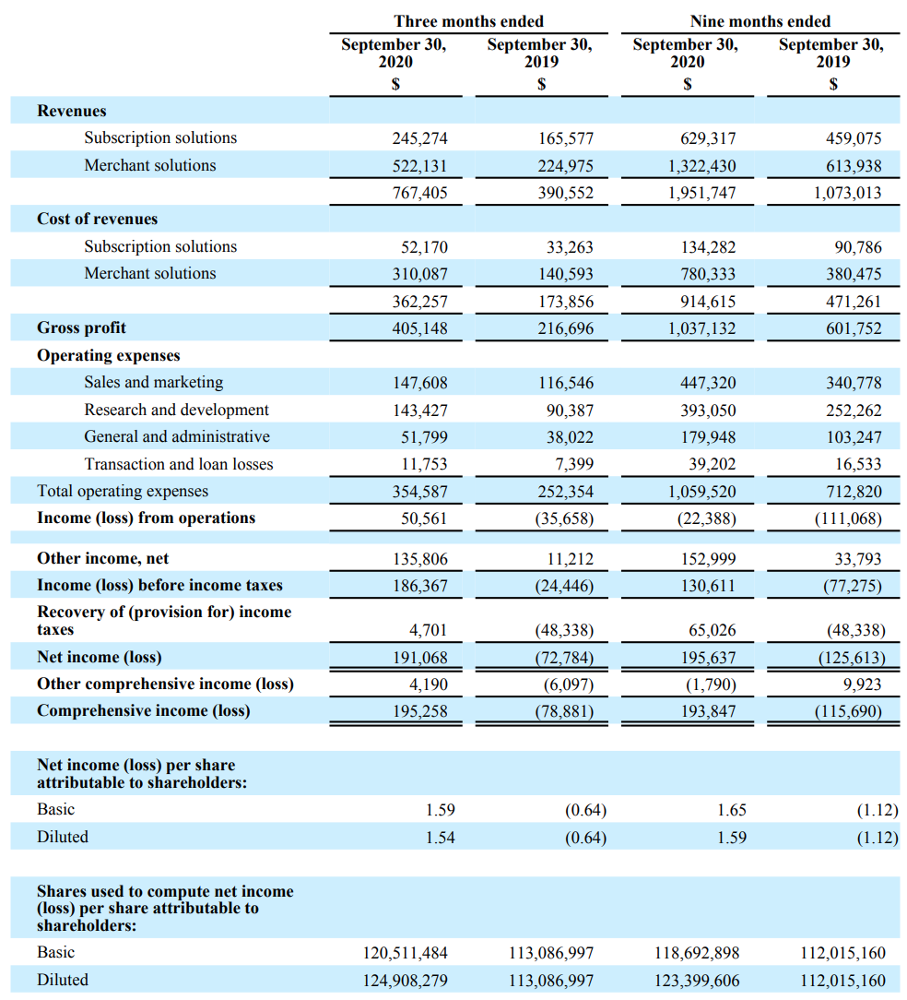 Three months ended Nine months ended
September 30, 2020 September 30, 2019 September 30, 2020 September 30, 2019
$ $ $ $
Revenues
Subscription solutions 245,274 165,577 629,317 459,075
Merchant solutions 522,131 224,975 1,322,430 613,938
767,405 390,552 1,951,747 1,073,013
Cost of revenues
Subscription solutions 52,170 33,263 134,282 90,786
Merchant solutions 310,087 140,593 780,333 380,475
362,257 173,856 914,615 471,261
Gross profit 405,148 216,696 1,037,132 601,752
Operating expenses
Sales and marketing 147,608 116,546 447,320 340,778
Research and development 143,427 90,387 393,050 252,262
General and administrative 51,799 38,022 179,948 103,247
Transaction and loan losses 11,753 7,399 39,202 16,533
Total operating expenses 354,587 252,354 1,059,520 712,820
Income (loss) from operations 50,561 (35,658) (22,388) (111,068)
Other income, net 135,806 11,212 152,999 33,793
Income (loss) before income taxes 186,367 (24,446) 130,611 (77,275)
Recovery of (provision for) income
taxes 4,701 (48,338) 65,026 (48,338)
Net income (loss) 191,068 (72,784) 195,637 (125,613)
Other comprehensive income (loss) 4,190 (6,097) (1,790) 9,923
Comprehensive income (loss) 195,258 (78,881) 193,847 (115,690)
Net income (loss) per share
attributable to shareholders:
Basic 1.59 (0.64) 1.65 (1.12)
Diluted 1.54 (0.64) 1.59 (1.12)
Shares used to compute net income
(loss) per share attributable to
shareholders:
Basic 120,511,484 113,086,997 118,692,898 112,015,160
Diluted 124,908,279 113,086,997 123,399,606 112,015,160